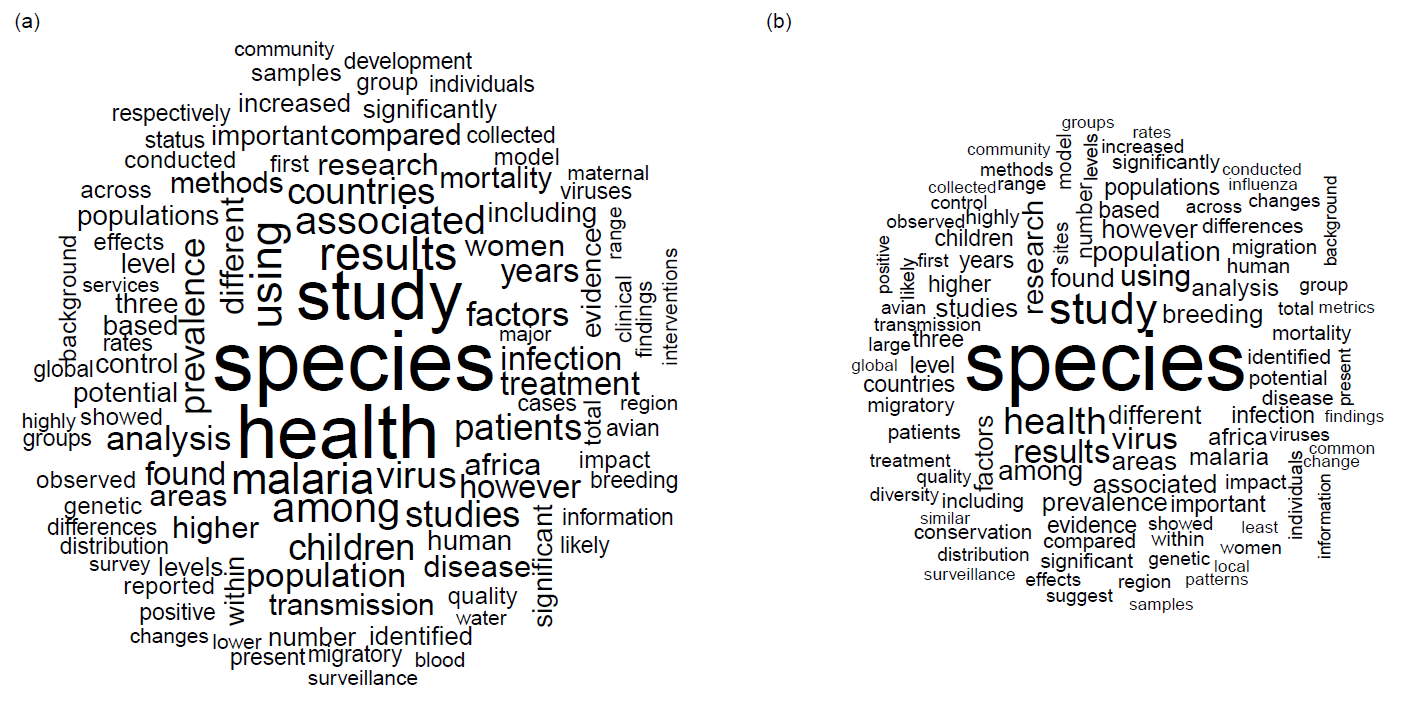 (a)
community
development
samples
group
individuals
increased
significantly
respectively
status
important
compared
collected
conducted
first
research
model
across
methods
countries
mortality
maternal
viruses
populations
different
using
associated
including
evidence
range
background
effects
level
prevalence
results
women
years
services
three
study
factors
clinical
findings
interventions
based
rates
major
global
control
species
infection
potential
treatment
highly
showed
groups
analysis
health
cases
total
region
patients
avian
observed
found
malaria
virus
africa
impact
however
breeding
genetic
areas
among
studies
significant
information
differences
higher
distribution
children
human
likely
survey
levels
within
population
disease
reported
transmission
quality
positive
water
changes
lower
number
identified
present
migratory
blood
surveillance
(b)
groups
rates
community
model
levels
increased
significantly
methods
range
conducted
collected
populations
influenza
control
number
based
across
changes
background
observed
highly
research
sites
however
differences
children
population
migration
positive
likely
first
years
found
using
human
higher
analysis
group
avian
studies
study
breeding
total
metrics
transmission
large
three
mortality
global
level
species
identified
countries
potential
present
migratory
disease
health
different
infection
findings
patients
factors
results
virus
africa
viruses
treatment
among
areas
malaria
common
quality
change
diversity
including
associated
impact
individuals
information
similar
prevalence
important
conservation
evidence
showed
least
compared
within
distribution
significant
genetic
women
surveillance
effects
local
region
patterns
suggest
samples